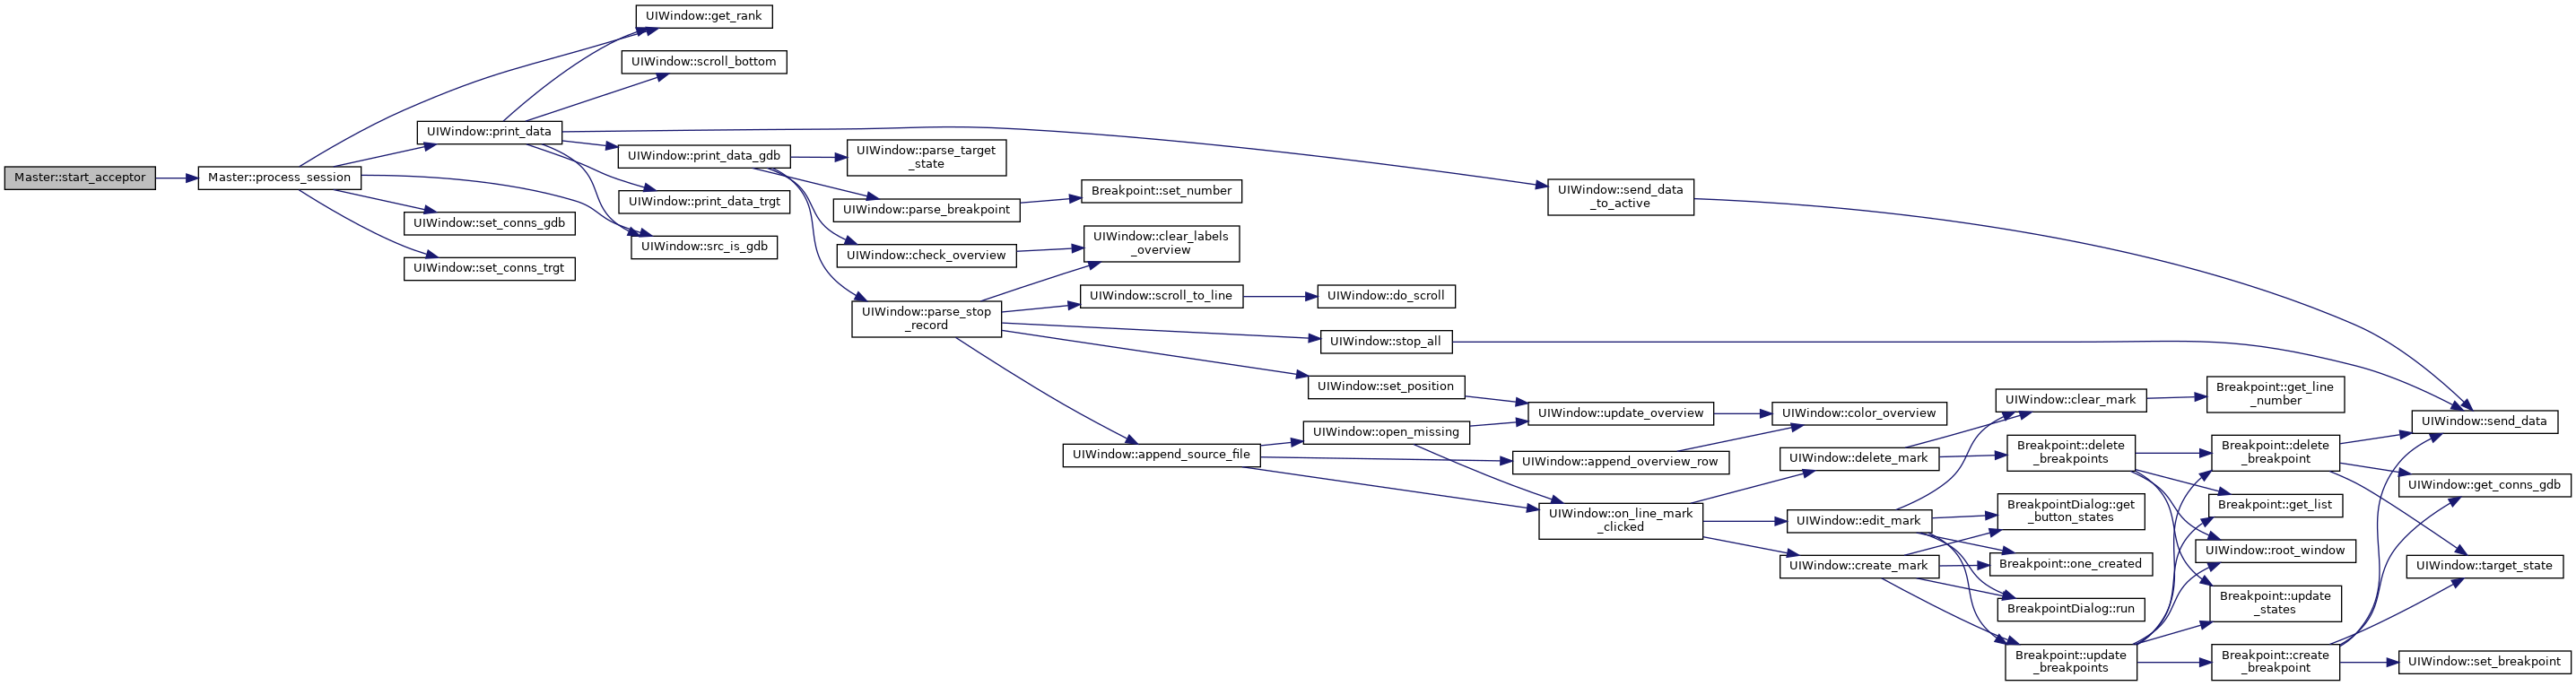 Master::start_acceptor
Master::process_session
UIWindow::get_rank
UIWindow::scroll_bottom
UIWindow::print_data
UIWindow::print_data_gdb
UIWindow::print_data_trgt
UIWindow::set_conns_gdb
UIWindow::src_is_gdb
UIWindow::set_conns_trgt
UIWindow::parse_target
_state
UIWindow::parse_breakpoint
UIWindow::check_overview
UIWindow::parse_stop
_record
Breakpoint::set_number
UIWindow::clear_labels
_overview
UIWindow::scroll_to_line
UIWindow::do_scroll
UIWindow::stop_all
UIWindow::set_position
UIWindow::append_source_file
UIWindow::open_missing
UIWindow::send_data
_to_active
UIWindow::update_overview
UIWindow::append_overview_row
UIWindow::on_line_mark
_clicked
UIWindow::color_overview
UIWindow::delete_mark
UIWindow::edit_mark
UIWindow::create_mark
UIWindow::clear_mark
Breakpoint::delete
_breakpoints
BreakpointDialog::get
_button_states
Breakpoint::one_created
BreakpointDialog::run
Breakpoint::update
_breakpoints
Breakpoint::get_line
_number
Breakpoint::delete
_breakpoint
Breakpoint::get_list
UIWindow::root_window
Breakpoint::update
_states
Breakpoint::create
_breakpoint
UIWindow::send_data
UIWindow::get_conns_gdb
UIWindow::target_state
UIWindow::set_breakpoint